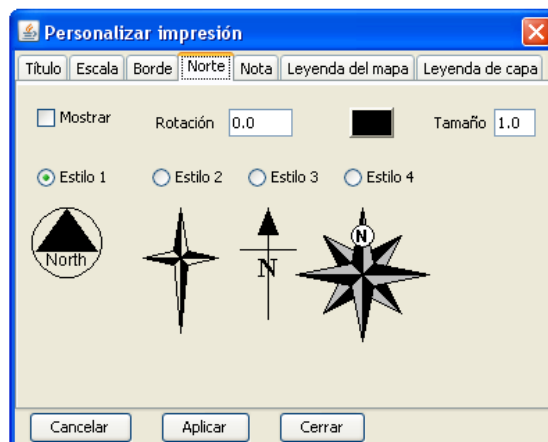 Personalizar impresión
Título Escala Borde Norte Nota Leyenda del mapa Leyenda de capa
Mostrar Rotación 0.0 Tamaño 1.0
Estilo 1 Estilo 2 Estilo 3 Estilo 4
N
North N
Cancelar Aplicar Cerrar